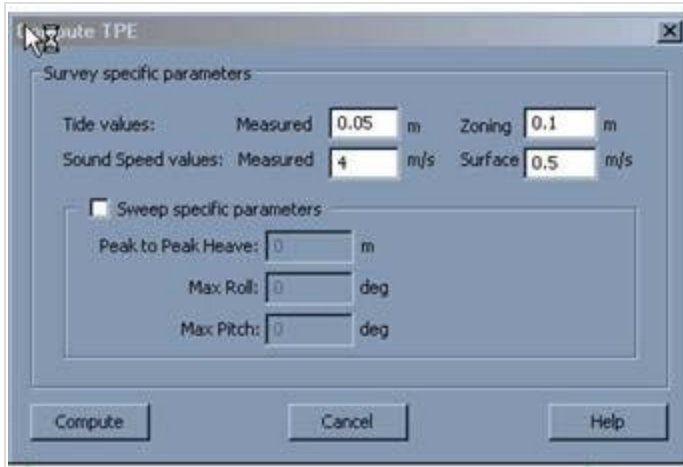 Compute TPE
Survey specific parameters
Tide values: Measured 0.05 m Zoning 0.1 m
Sound Speed values: Measured 4 m/s Surface 0.5 m/s
Sweep specific parameters
Peak to Peak Heave: 0 m
Max Roll: 0 deg
Max Pitch: 0 deg
Compute Cancel Help